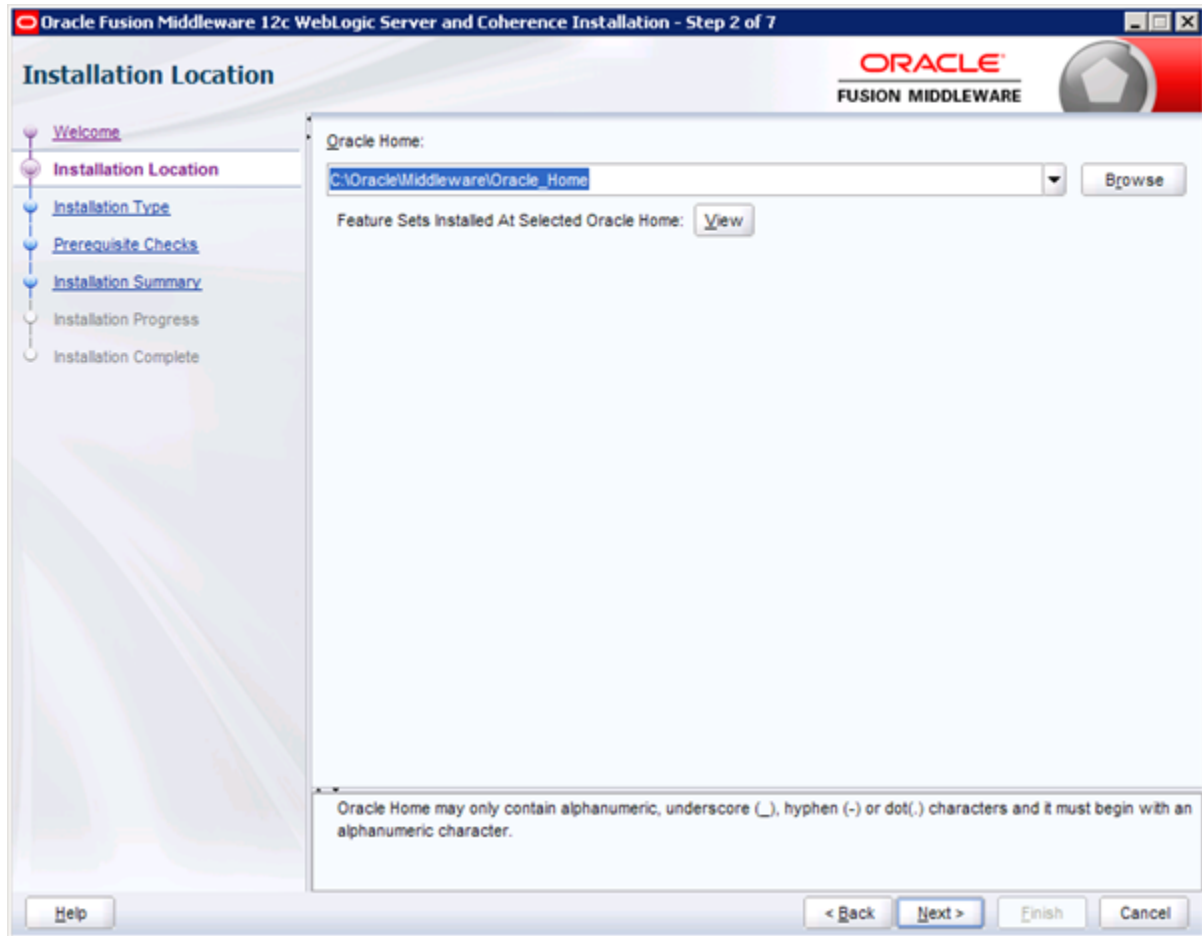 Oracle Fusion Middleware 12c WebLogic Server and Coherence Installation - Step 2 of 7
Installation Location
ORACLE
FUSION MIDDLEWARE
Welcome
Installation Location
Installation Type
Prerequisite Checks
Installation Summary
Installation Progress
Installation Complete
Oracle Home:
C:\Oracle\Middleware\Oracle_Home
Browse
Feature Sets Installed At Selected Oracle Home: View
Oracle Home may only contain alphanumeric, underscore (_), hyphen (-) or dot(.) characters and it must begin with an
alphanumeric character.
Help
< Back Next > Finish Cancel